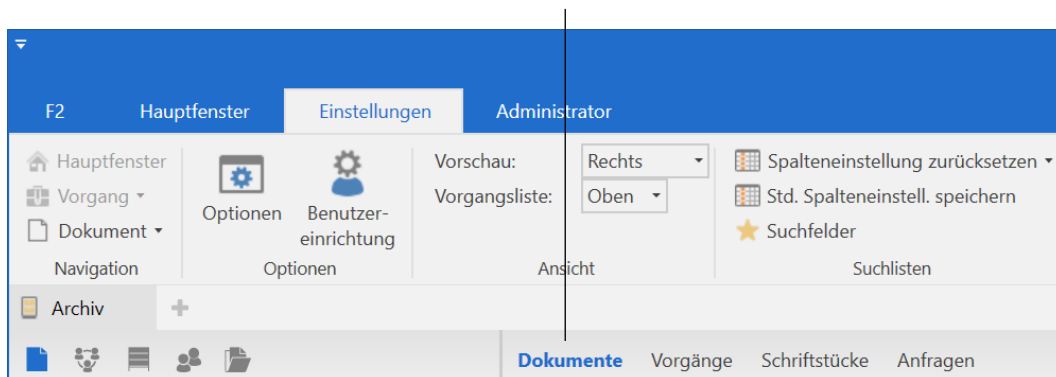 F2 Hauptfenster Einstellungen Administrator
Hauptfenster
Vorgang
Dokument
Navigation
Optionen
Benutzer-
einrichtung
Optionen
Vorschau: Rechts
Vorgangsliste: Oben
Ansicht
Spalteneinstellung zurücksetzen
Std. Spalteneinstell. speichern
Suchfelder
Suchlisten
Archiv
Dokumente Vorgänge Schriftstücke Anfragen